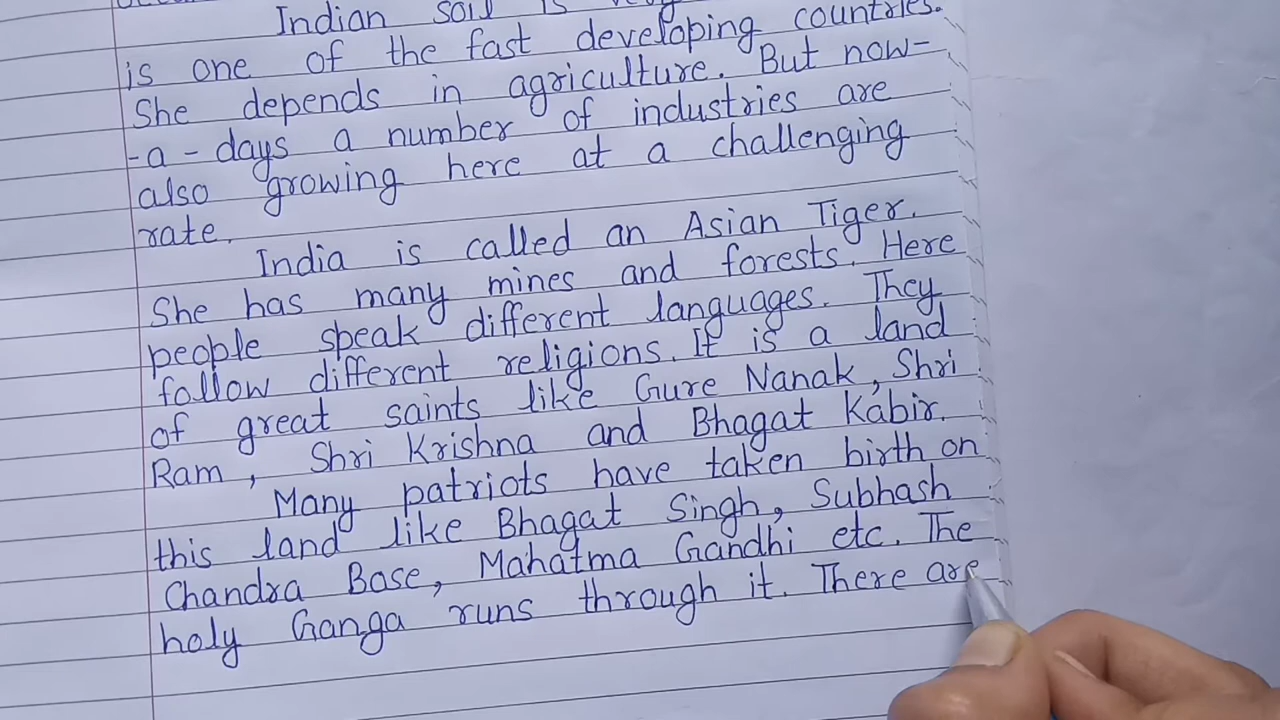 Indian soil is
is one of the fast developing countries.
She depends in agriculture. But now-
-a-days a number of industries are
also growing here at a challenging
rate.
India is called an Asian Tiger.
She has many mines and forests. Here
people speak different languages. They
follow different religions. It is a land
of great saints like Gure Nanak, Shri
Ram, Shri Krishna and Bhagat Kabir.
Many patriots have taken birth on
this land like Bhagat Singh, Subhash
Chandra Base, Mahatma Gandhi etc. The
holy Ganga runs through it. There are